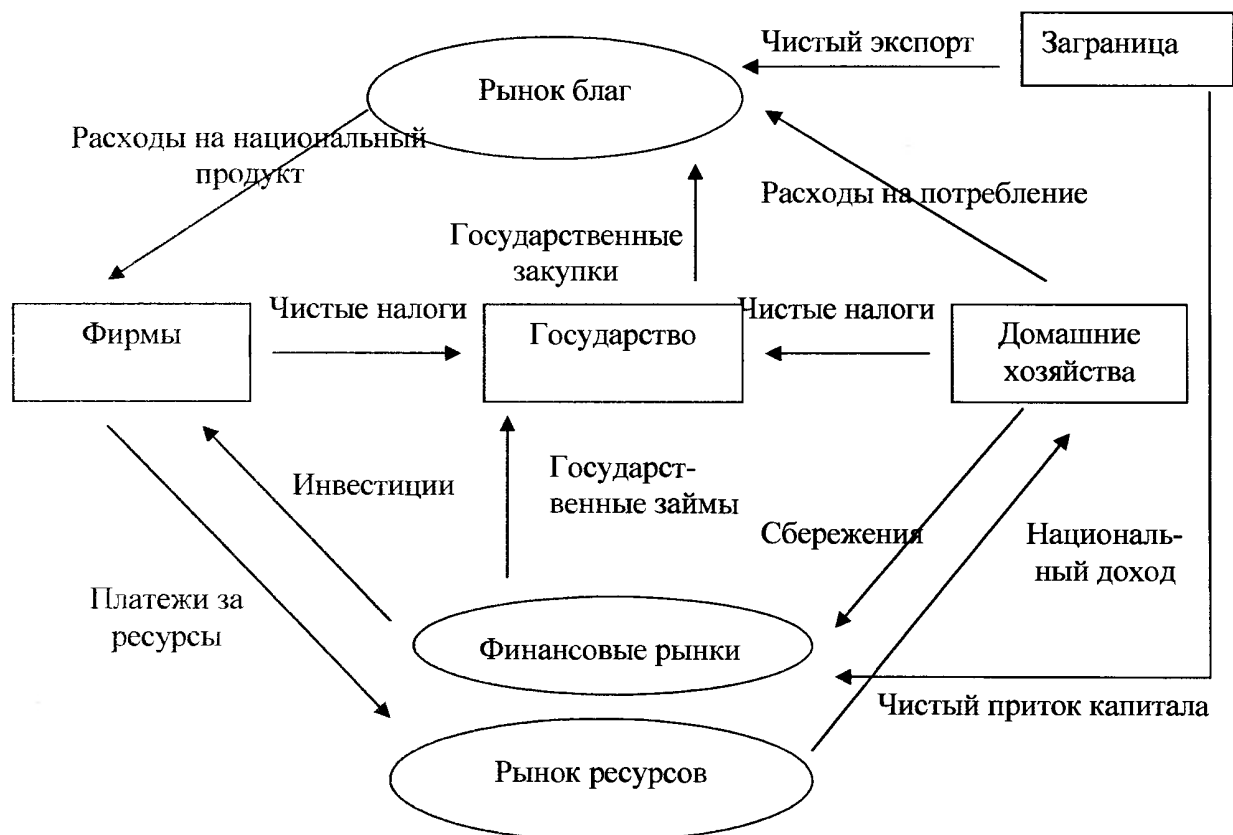 Чистый экспорт
Заграница
Рынок благ
Расходы на национальный
продукт
Расходы на потребление
Государственные
закупки
Фирмы
Чистые налоги
Государство
Чистые налоги
Домашние
хозяйства
Инвестиции
Государст-
венные займы
Сбережения
Националь-
ный доход
Платежи за
ресурсы
Финансовые рынки
Чистый приток капитала
Рынок ресурсов